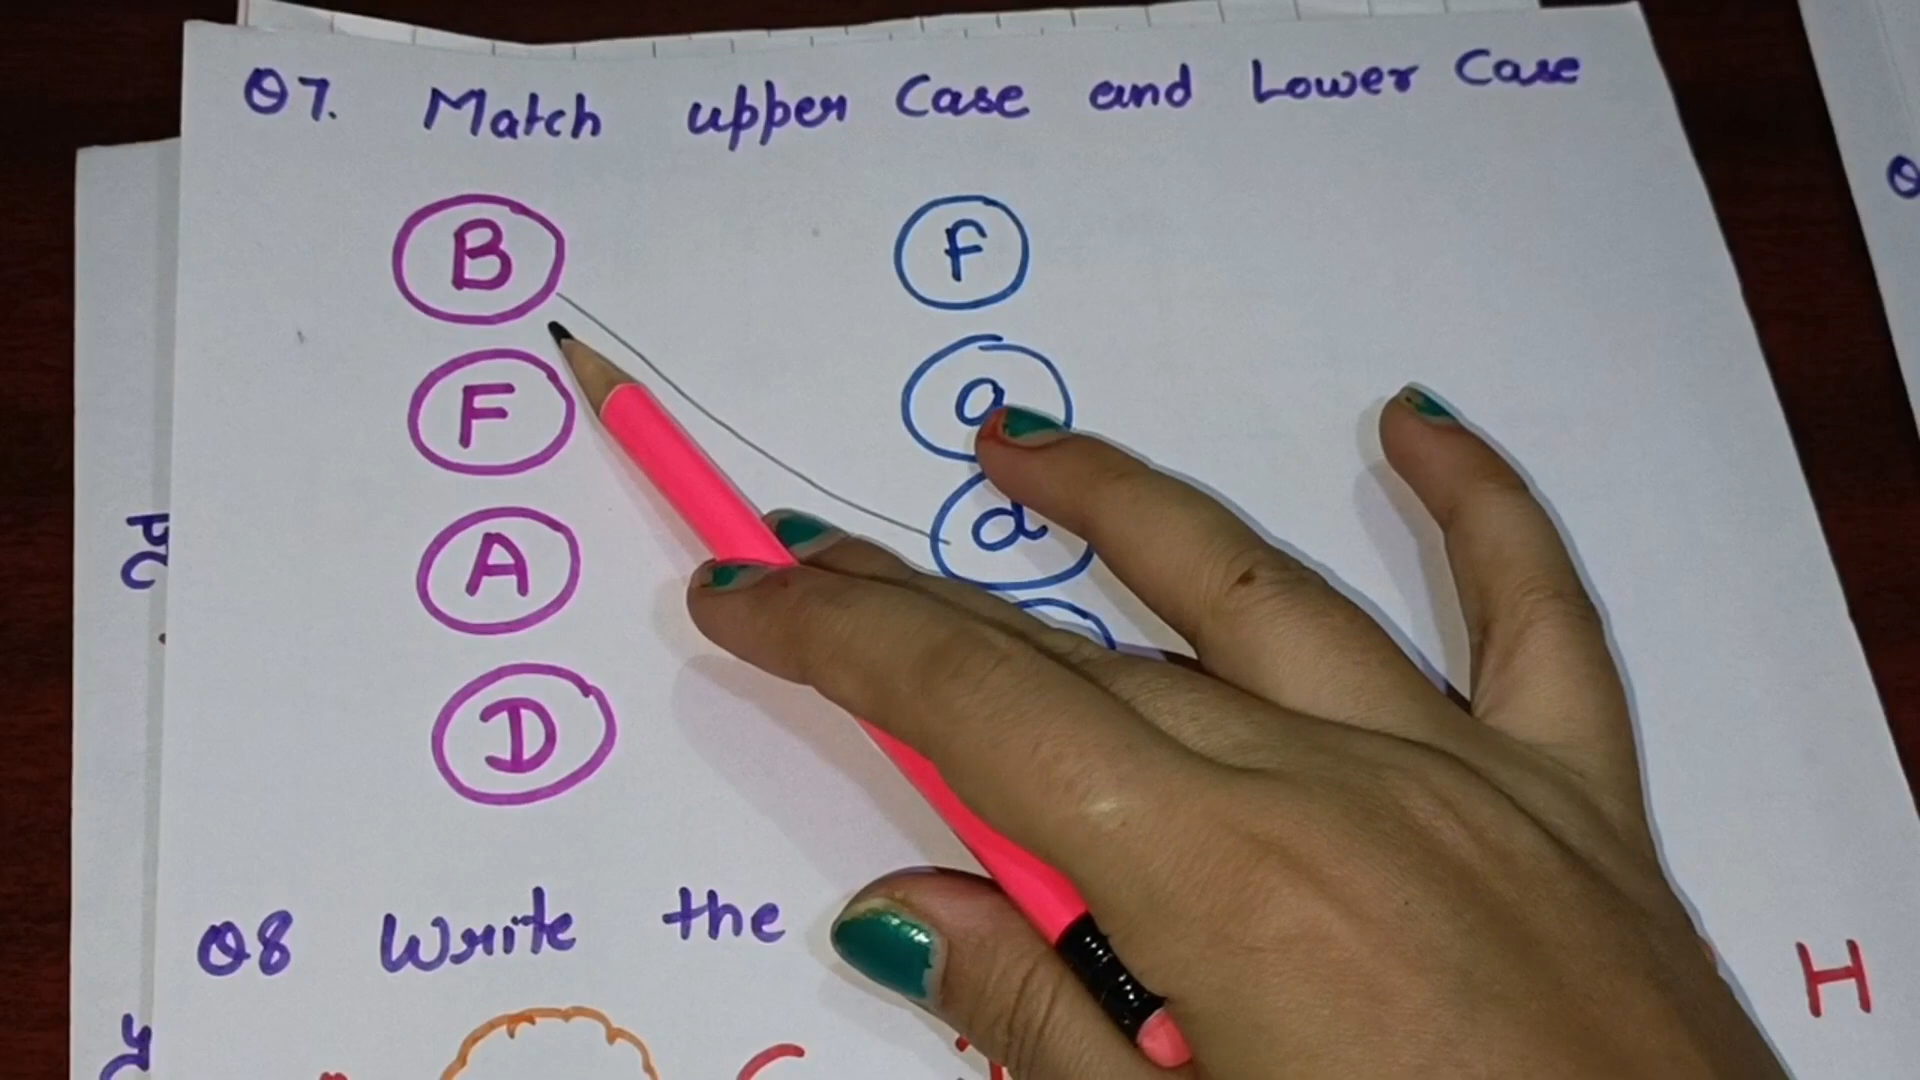 Q7. Match upper Case and Lower Case
B f
F a
A d
D
Q8 Write the
H